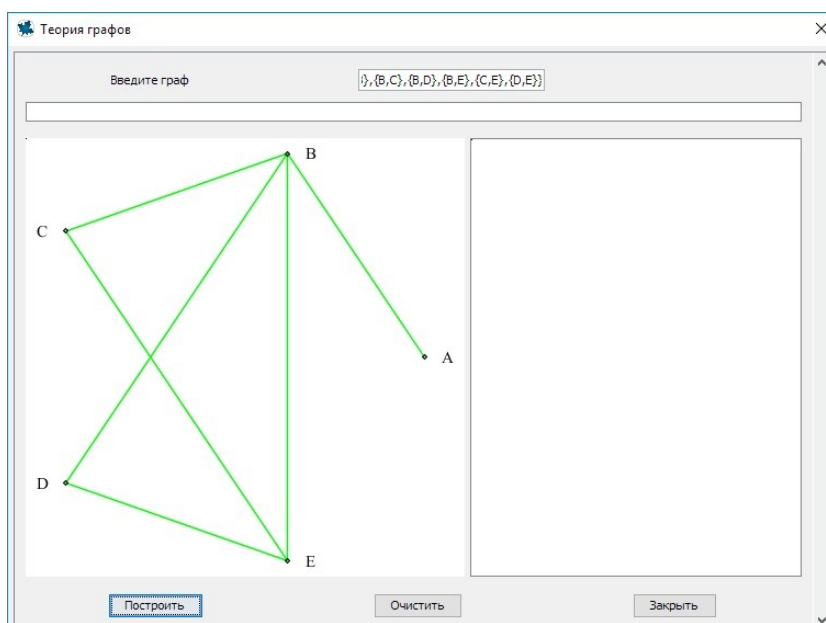 Теория графов
Введите граф
},{B,C},{B,D},{B,E},{C,E},{D,E}}
B
C
A
D
E
Построить
Очистить
Закрыть